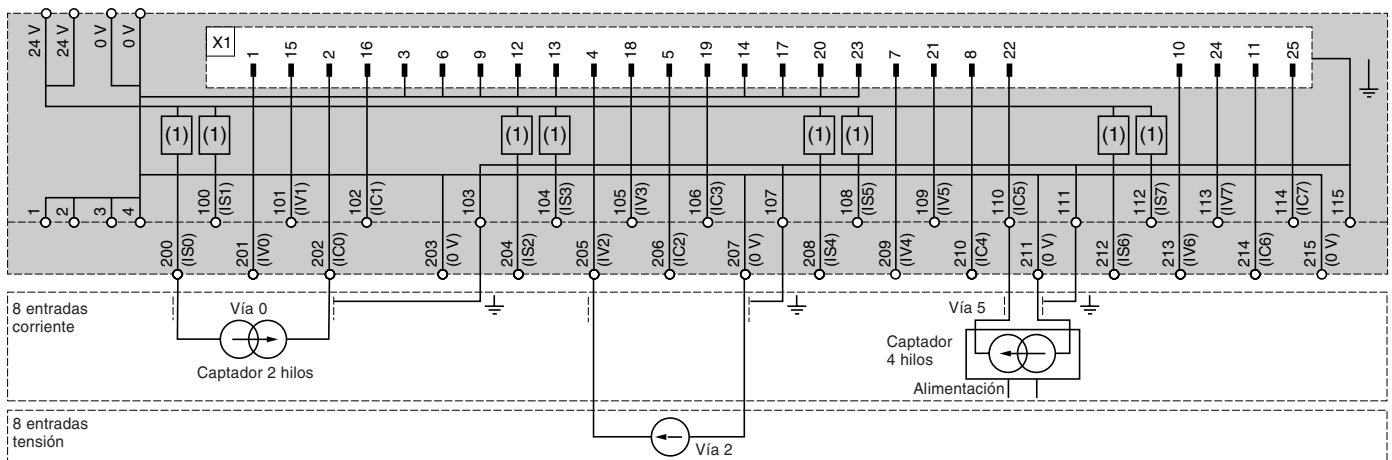 24 V
24 V
0 V
0 V
X1
1
15
2
16
3
6
9
12
13
4
18
5
19
14
17
20
23
7
21
8
22
10
24
11
25
(1)
(1)
(1)
(1)
(1)
(1)
(1)
(1)
1
2
3
4
100
(IS1)
101
(IV1)
102
(IC1)
103
104
(IS3)
105
(IV3)
106
(IC3)
107
108
(IS5)
109
(IV5)
110
(IC5)
111
112
(IS7)
113
(IV7)
114
(IC7)
115
200
(IS0)
201
(IV0)
202
(IC0)
203
(0 V)
204
(IS2)
205
(IV2)
206
(IC2)
207
(0 V)
208
(IS4)
209
(IV4)
210
(IC4)
211
(0 V)
212
(IS6)
213
(IV6)
214
(IC6)
215
(0 V)
8 entradas
corriente
Vía 0
Captador 2 hilos
Vía 5
Captador
4 hilos
Alimentación
8 entradas
tensión
Vía 2